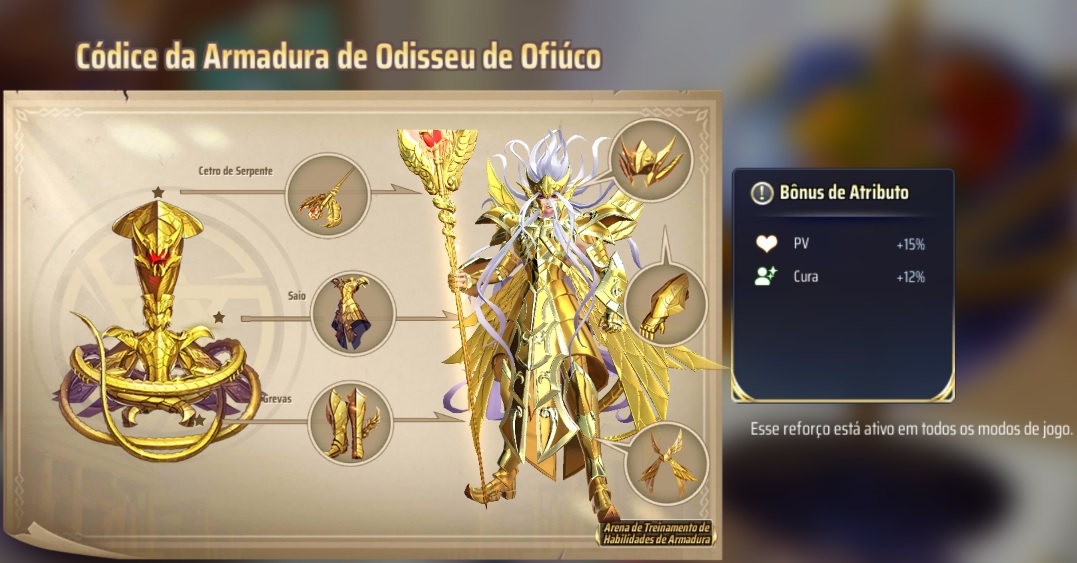 Códice da Armadura de Odisseu de Ofiúco
Cetro de Serpente
Saio
Grevas
Arena de Treinamento de
Habilidades de Armadura
Bônus de Atributo
PV +15%
Cura +12%
Esse reforço está ativo em todos os modos de jogo.